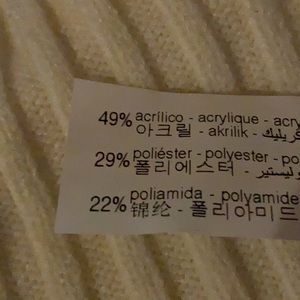 49% acrílico - acrylique - acry
아크릴 - akrilik - أكريليك
29% poliéster - polyester - po
폴리에스터 - بوليستير
22% poliamida - polyamide
锦纶 - 폴리아미드